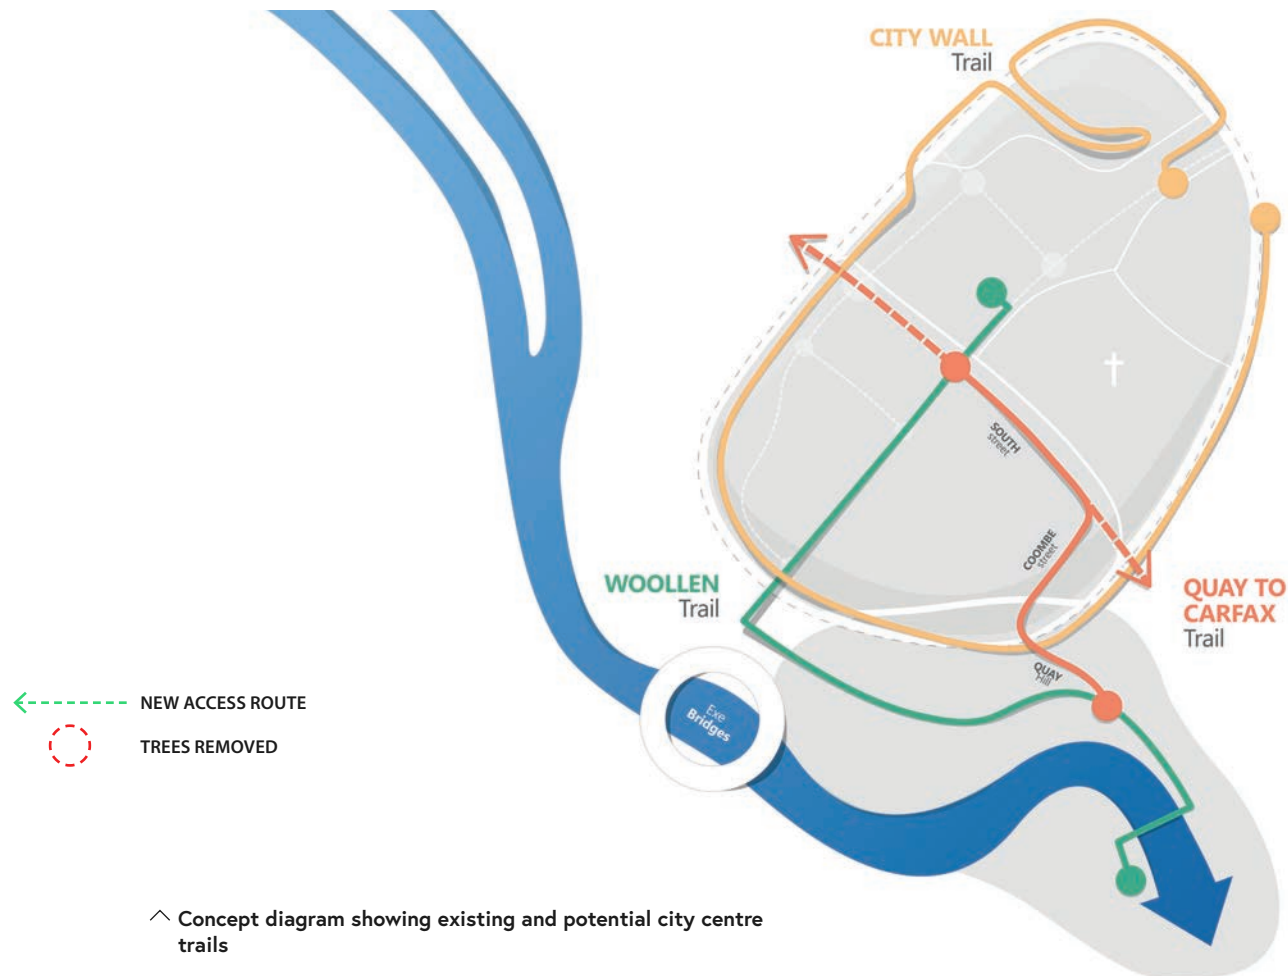 CITY WALL
Trail
SOUTH
street
COOMBE
street
WOOLLEN
Trail
QUAY TO
CARFAX
Trail
QUAY
Hill
Exe
Bridges
NEW ACCESS ROUTE
TREES REMOVED
Concept diagram showing existing and potential city centre
trails